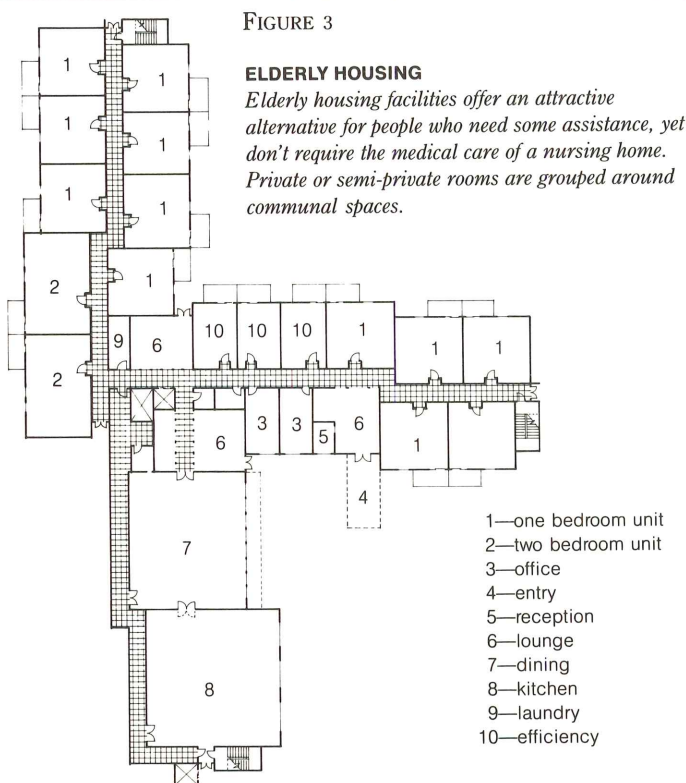 FIGURE 3
ELDERLY HOUSING
Elderly housing facilities offer an attractive
alternative for people who need some assistance, yet
don't require the medical care of a nursing home.
Private or semi-private rooms are grouped around
communal spaces.
1
1
1
1
1
1
1
2
2
9
6
10
10
10
1
1
1
6
3
3
5
6
1
4
7
8
1—one bedroom unit
2—two bedroom unit
3—office
4—entry
5—reception
6—lounge
7—dining
8—kitchen
9—laundry
10—efficiency